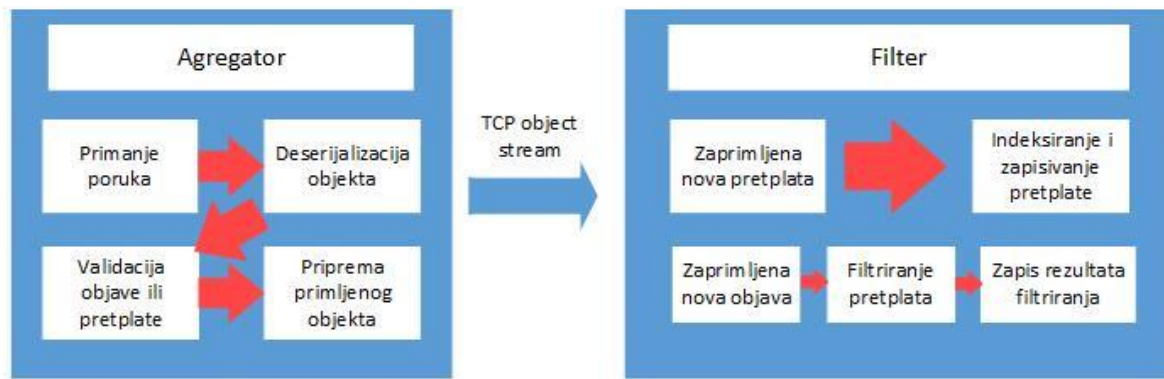 Agregator
Primanje
poruka
Deserijalizacija
objekta
Validacija
objave ili
pretplate
Priprema
primljenog
objekta
TCP object
stream
Filter
Zaprimljena
nova pretplata
Indeksiranje i
zapisivanje
pretplate
Zaprimljena
nova objava
Filtriranje
pretplata
Zapis rezultata
filtriranja